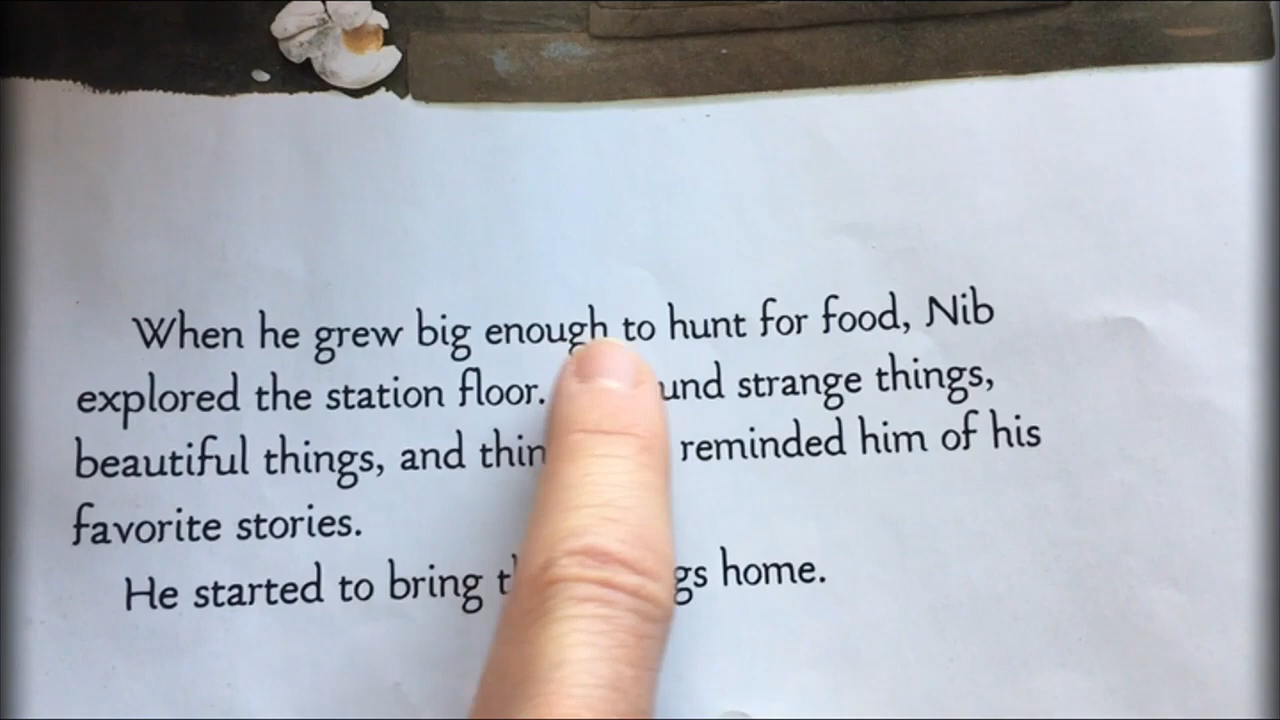 When he grew big enough to hunt for food, Nib
explored the station floor. und strange things,
beautiful things, and thin reminded him of his
favorite stories.
He started to bring t gs home.